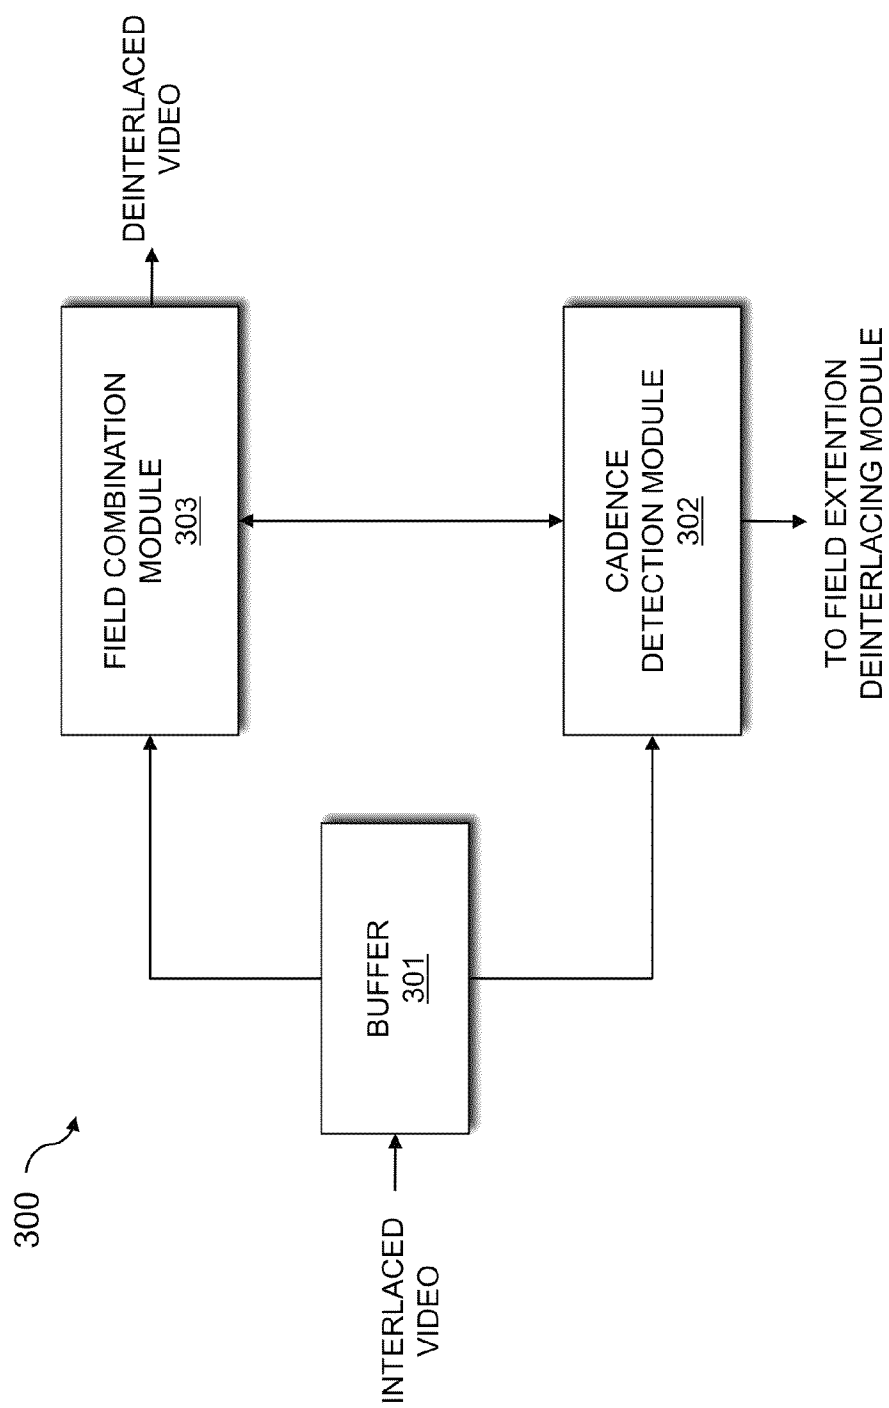 300
INTERLACED
VIDEO
BUFFER
301
FIELD COMBINATION
MODULE
303
DEINTERLACED
VIDEO
CADENCE
DETECTION MODULE
302
TO FIELD EXTENTION
DEINTERLACING MODULE